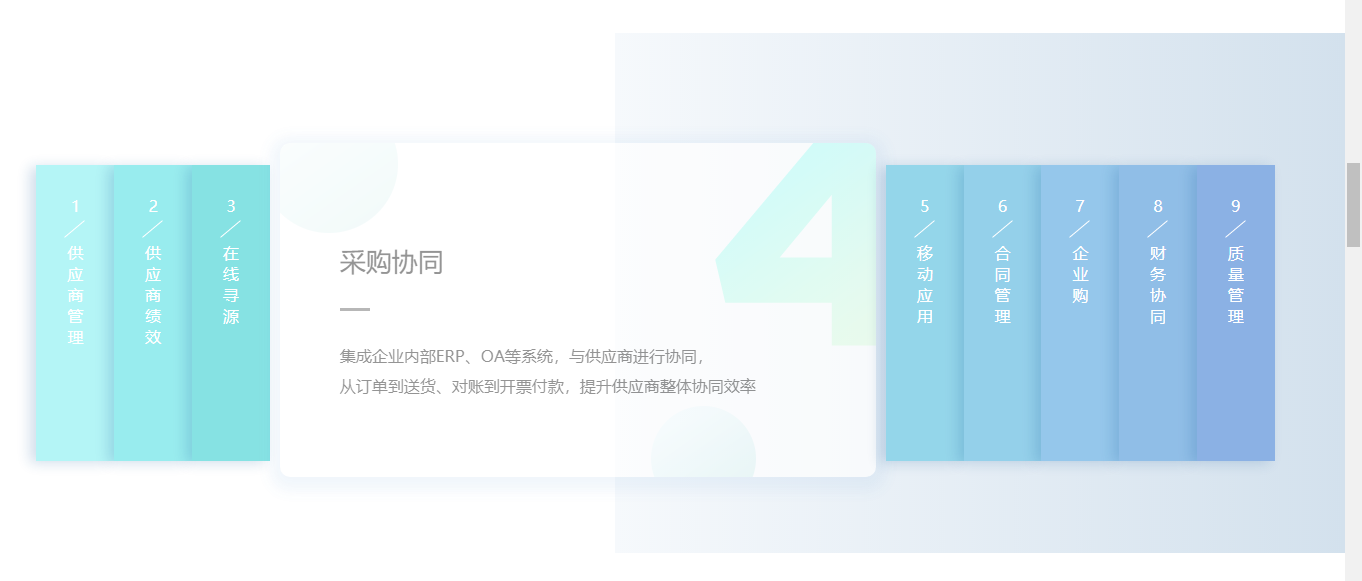 1
供应商管理
2
供应商绩效
3
在线寻源
采购协同
4
集成企业内部ERP、OA等系统，与供应商进行协同，
从订单到送货、对账到开票付款，提升供应商整体协同效率
5
移动应用
6
合同管理
7
企业购
8
财务协同
9
质量管理